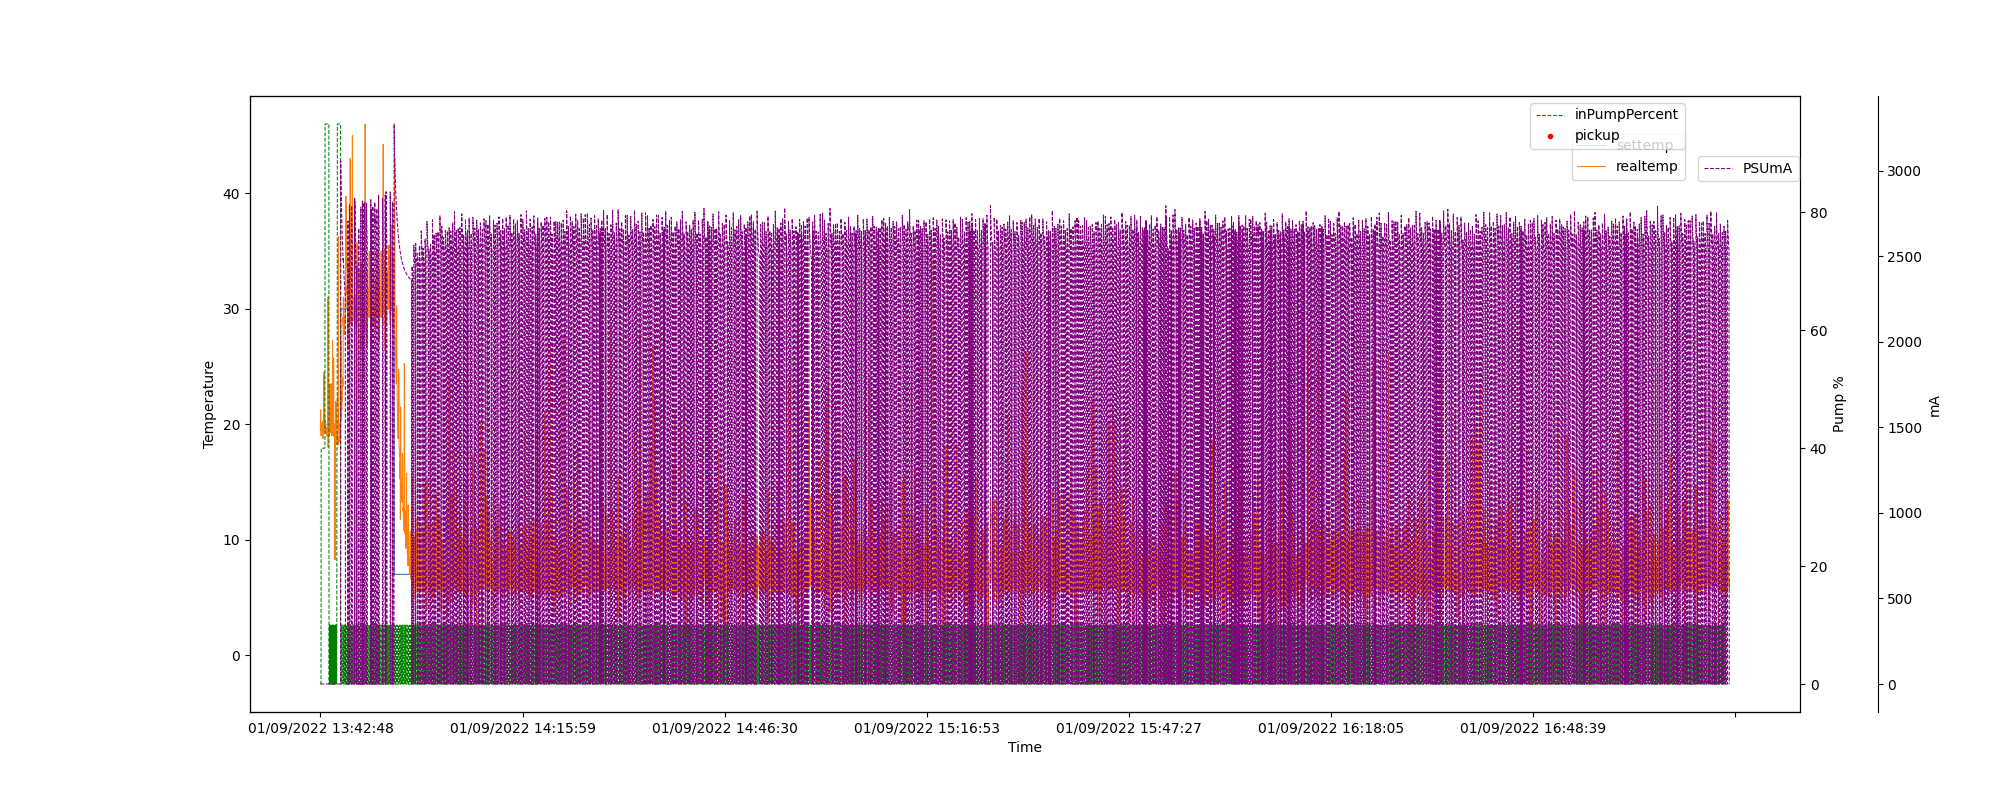 inPumpPercent
pickup
settemp
realtemp
PSUmA
Temperature
40
30
20
10
0
Pump %
80
60
40
20
0
mA
3000
2500
2000
1500
1000
500
0
01/09/2022 13:42:48
01/09/2022 14:15:59
01/09/2022 14:46:30
01/09/2022 15:16:53
01/09/2022 15:47:27
01/09/2022 16:18:05
01/09/2022 16:48:39
Time